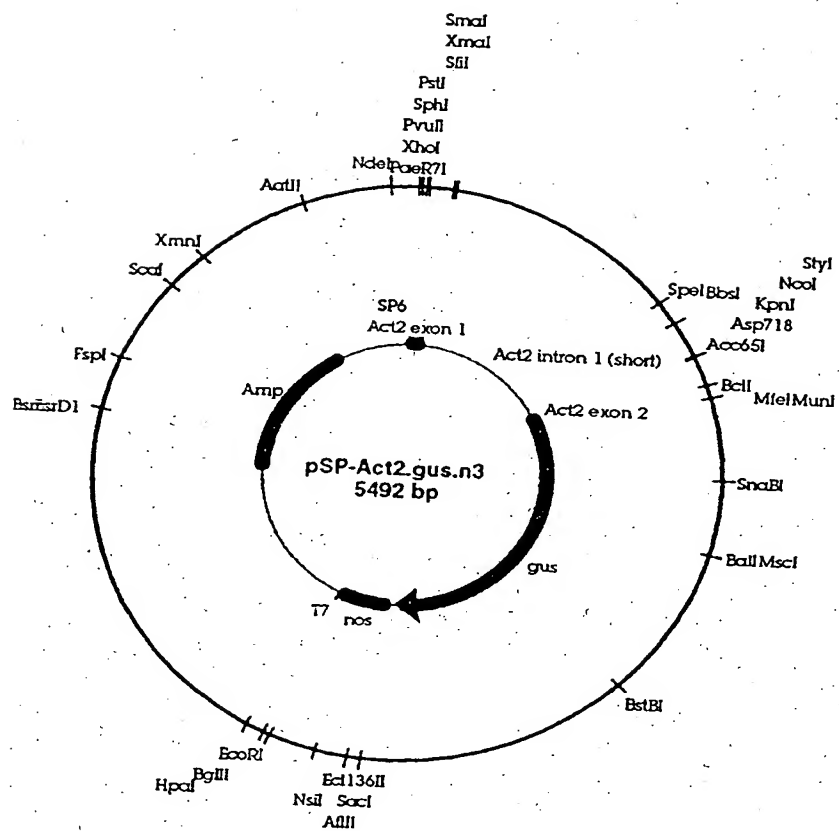 SmaI
XmaI
SfiI
PstI
SphI
PvuII
XhoI
NdeI PaeR7I
AatII
XmnI
ScaI
FspI
StyI
NcoI
KpnI
Asp718
SpeI BbsI
Acc65I
BclI
MfeI MunI
SnaBI
BalI MscI
BstBI
SP6
Act2 exon 1
Act2 intron 1 (short)
Act2 exon 2
Amp
pSP-Act2.gus.n3
5492 bp
gus
T7
nos
EcoRI
BglII
HpaI
Ecl136II
NsiI SacI
AflII